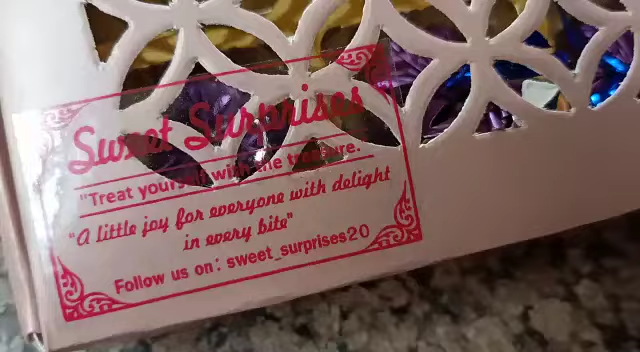 Sweet Surprises
"Treat yourself with the treasure.
"A little joy for everyone with delight
in every bite"
Follow us on: sweet_surprises20